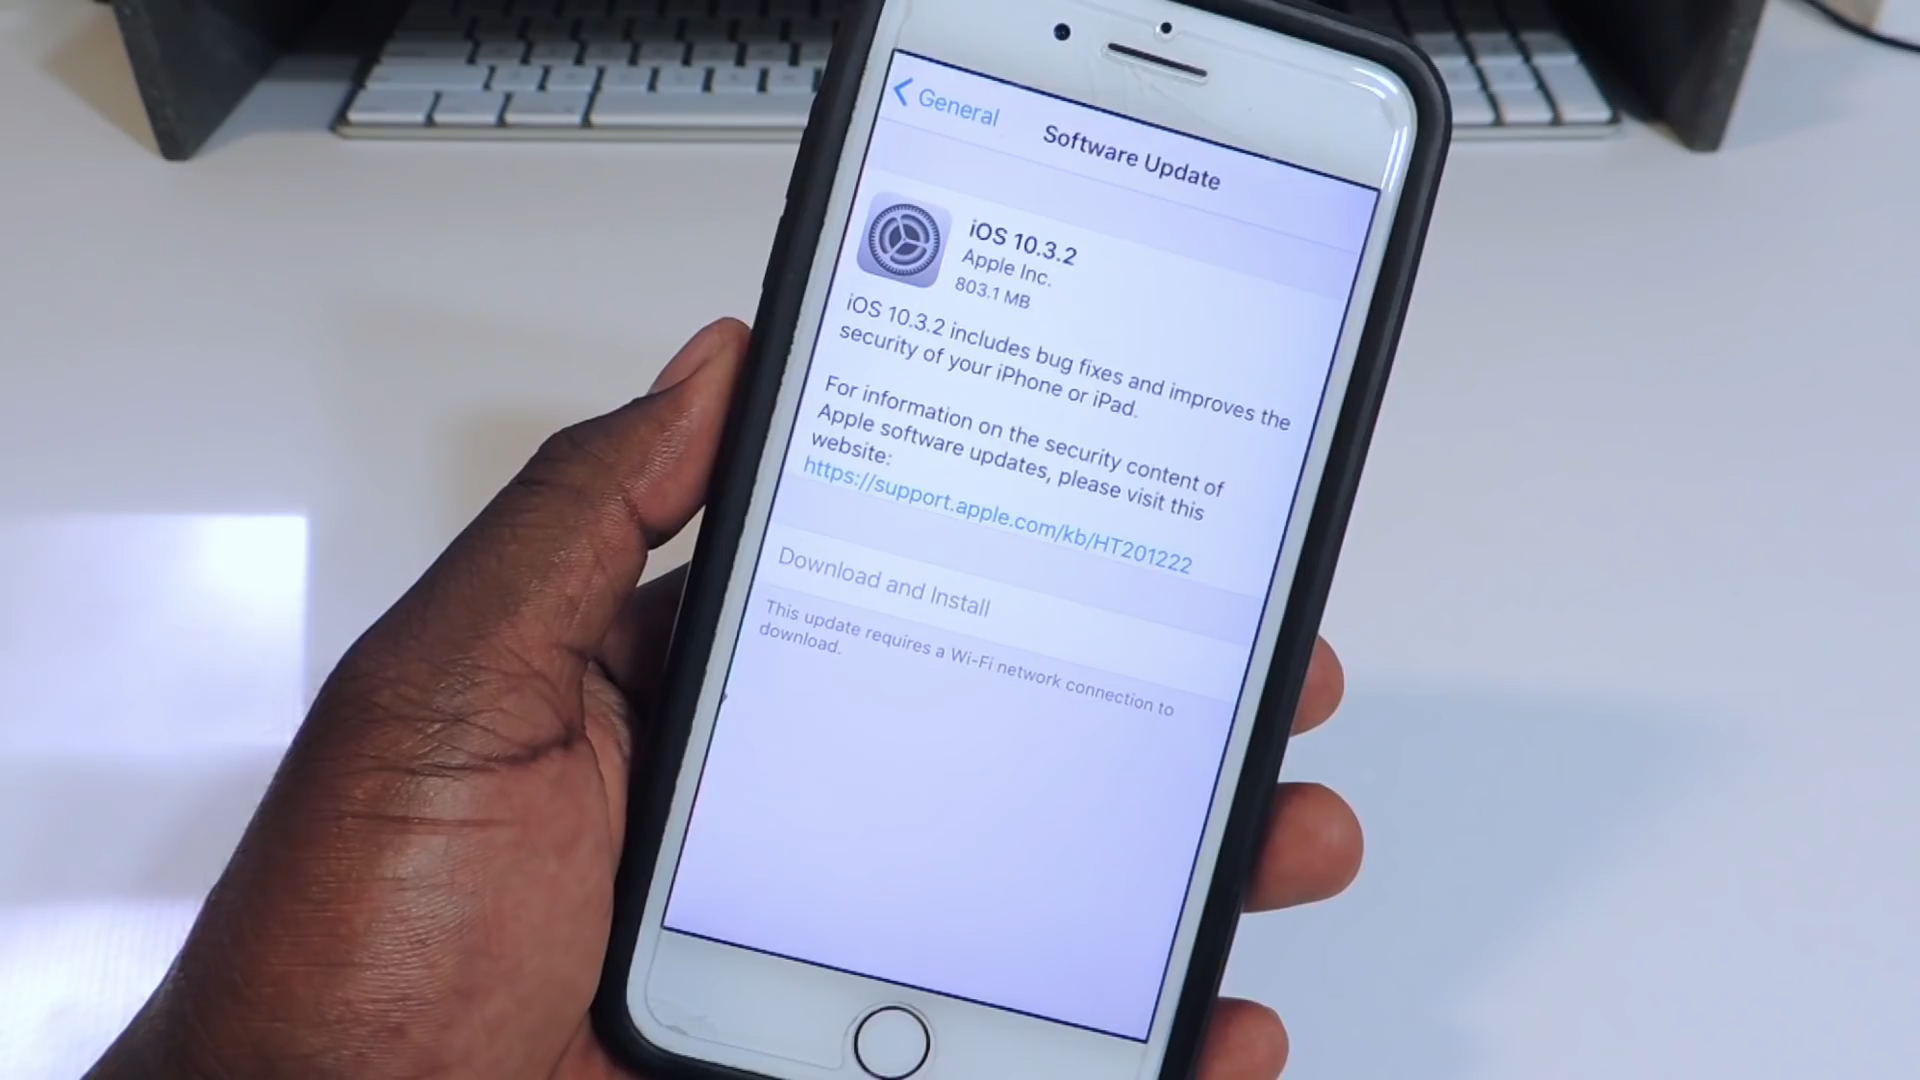 General
Software Update
iOS 10.3.2
Apple Inc.
803.1 MB
iOS 10.3.2 includes bug fixes and improves the
security of your iPhone or iPad.
For information on the security content of
Apple software updates, please visit this
website:
https://support.apple.com/kb/HT201222
Download and Install
This update requires a Wi-Fi network connection to
download.